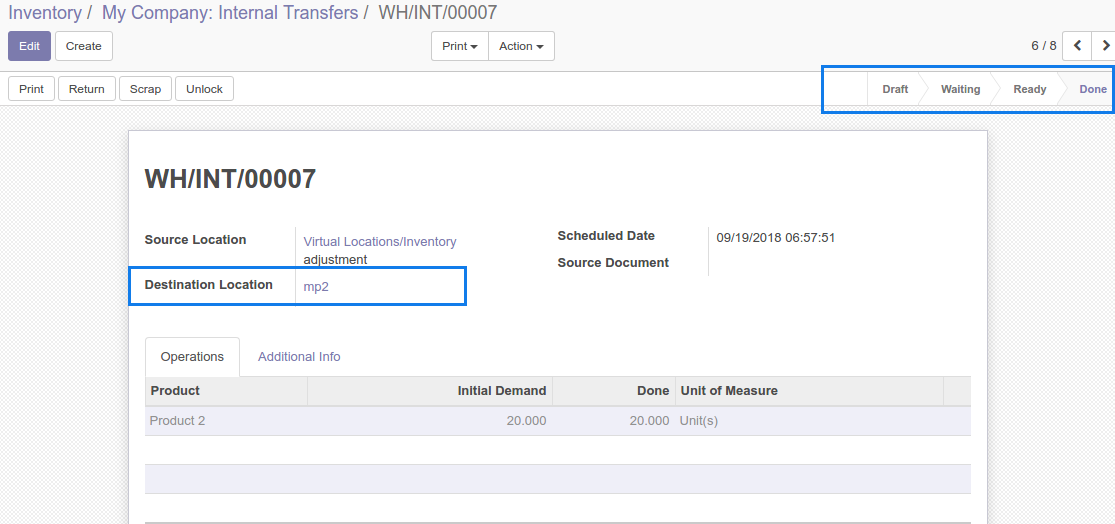 Inventory / My Company: Internal Transfers / WH/INT/00007
Edit Create Print Action 6 / 8
Print Return Scrap Unlock Draft Waiting Ready Done
WH/INT/00007
Source Location Virtual Locations/Inventory adjustment
Scheduled Date 09/19/2018 06:57:51
Source Document
Destination Location mp2
Operations Additional Info
Product Initial Demand Done Unit of Measure
Product 2 20.000 20.000 Unit(s)